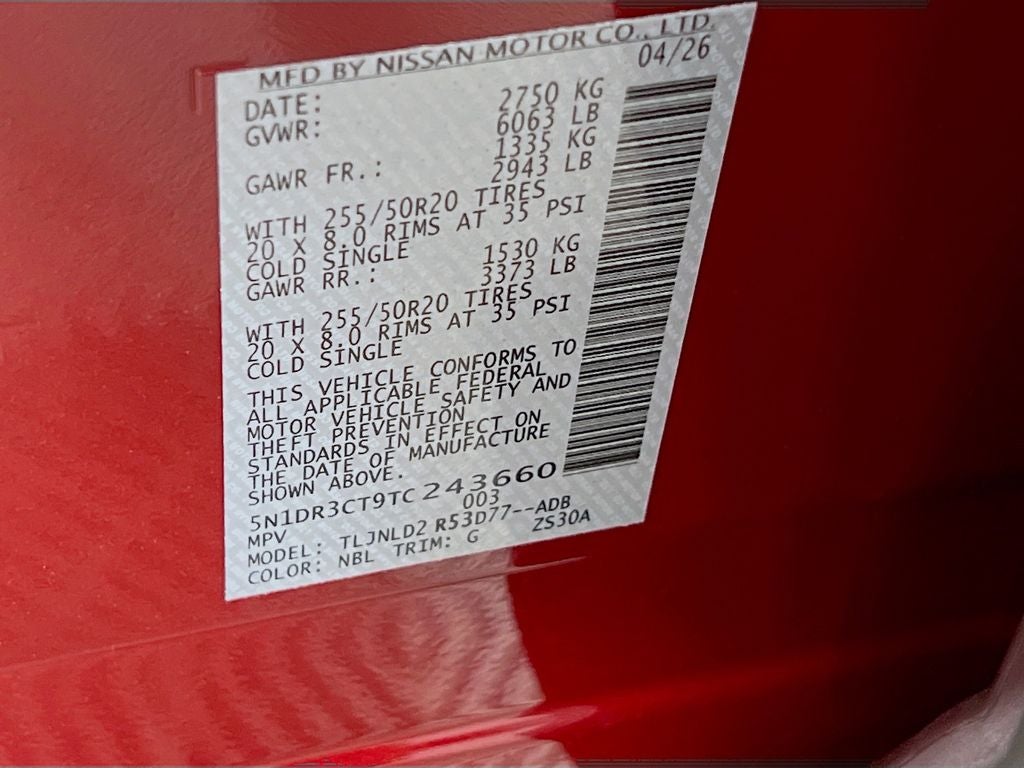 MFD BY NISSAN MOTOR CO., LTD.
DATE: 04/26
GVWR: 2750 KG
6063 LB
GAWR FR.: 1335 KG
2943 LB
WITH 255/50R20 TIRES
20 X 8.0 RIMS AT 35 PSI
COLD SINGLE
GAWR RR.: 1530 KG
3373 LB
WITH 255/50R20 TIRES
20 X 8.0 RIMS AT 35 PSI
COLD SINGLE
THIS VEHICLE CONFORMS TO
ALL APPLICABLE FEDERAL
MOTOR VEHICLE SAFETY AND
THEFT PREVENTION
STANDARDS IN EFFECT ON
THE DATE OF MANUFACTURE
SHOWN ABOVE.
5N1DR3CT9TC243660
MPV 003
MODEL: TLJNLD2 R53D77--ADB
COLOR: NBL TRIM: G ZS30A